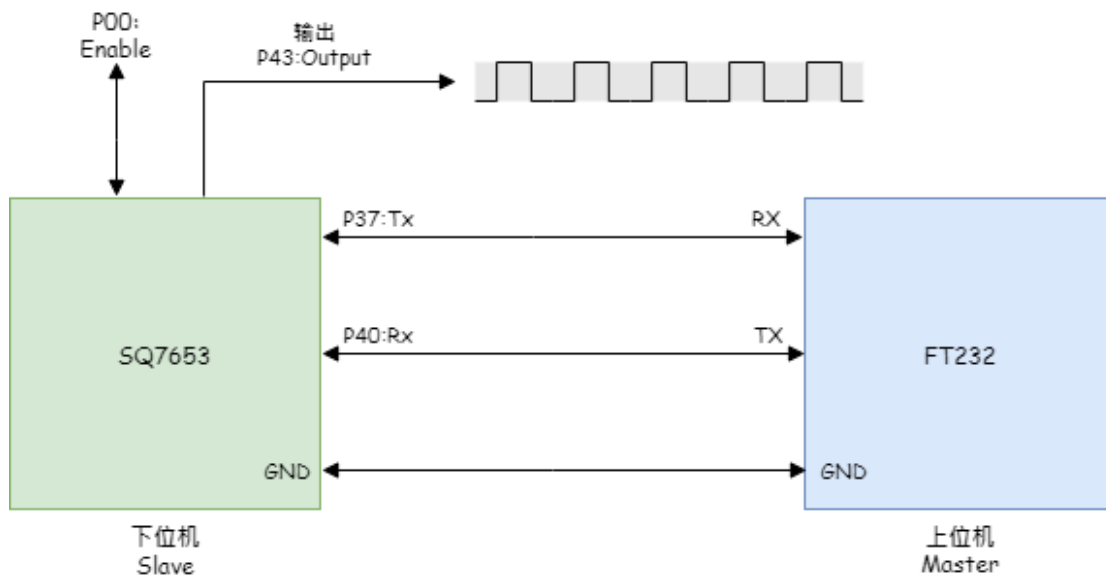 P00:
Enable
输出
P43:Output
P37:Tx
RX
P40:Rx
TX
SQ7653
FT232
GND
GND
下位机
Slave
上位机
Master